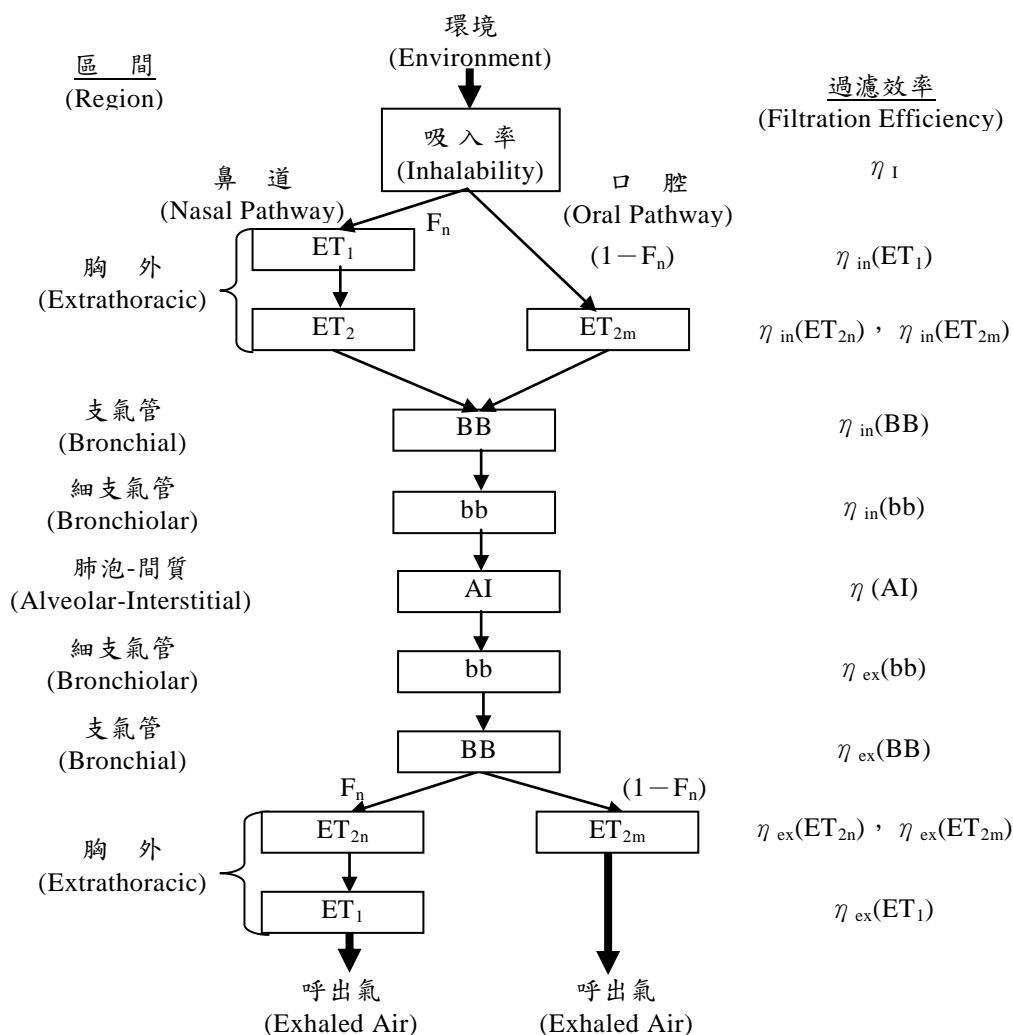 環境
(Environment)
區 間
(Region)
過濾效率
(Filtration Efficiency)
吸入率
(Inhalability)
η I
鼻 道
(Nasal Pathway)
口 腔
(Oral Pathway)
Fn
(1-Fn)
胸 外
(Extrathoracic)
ET1
η in(ET1)
ET2
ET2m
η in(ET2n), η in(ET2m)
支氣管
(Bronchial)
BB
η in(BB)
細支氣管
(Bronchiolar)
bb
η in(bb)
肺泡-間質
(Alveolar-Interstitial)
AI
η (AI)
細支氣管
(Bronchiolar)
bb
η ex(bb)
支氣管
(Bronchial)
BB
η ex(BB)
Fn
(1-Fn)
胸 外
(Extrathoracic)
ET2n
ET2m
η ex(ET2n), η ex(ET2m)
ET1
η ex(ET1)
呼出氣
(Exhaled Air)
呼出氣
(Exhaled Air)